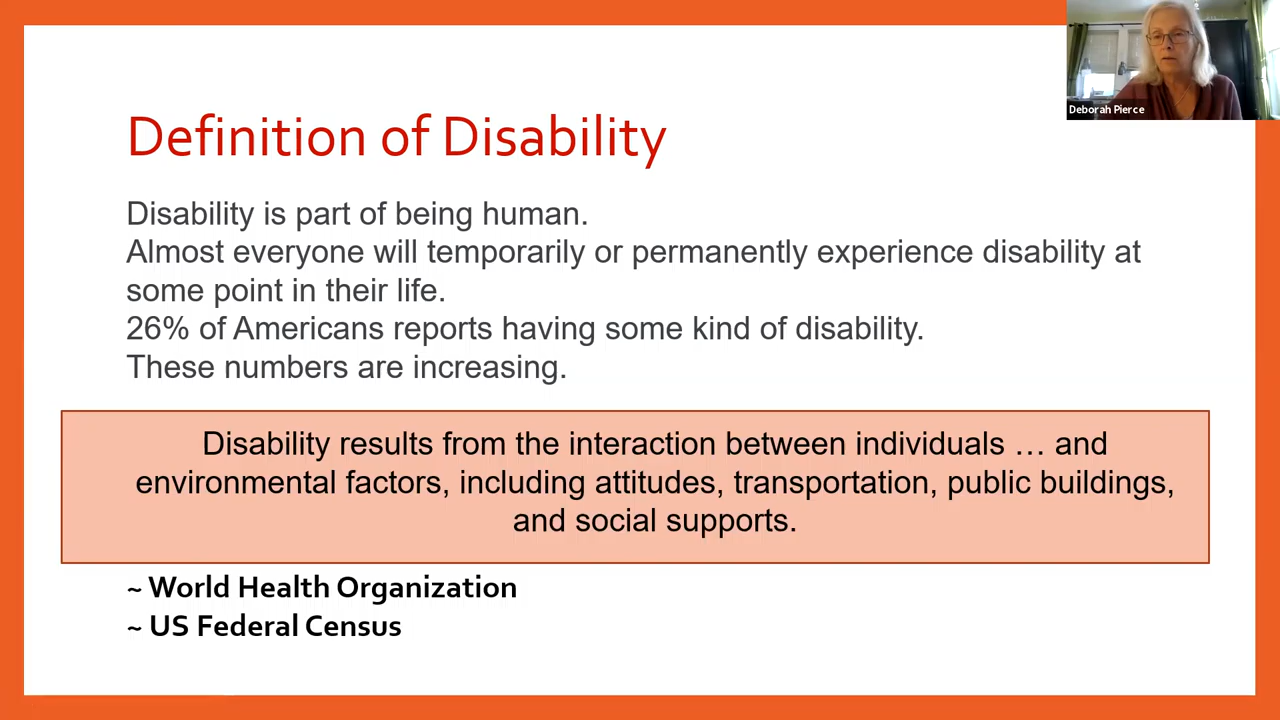 Deborah Pierce
Definition of Disability
Disability is part of being human.
Almost everyone will temporarily or permanently experience disability at
some point in their life.
26% of Americans reports having some kind of disability.
These numbers are increasing.
Disability results from the interaction between individuals … and
environmental factors, including attitudes, transportation, public buildings,
and social supports.
~ World Health Organization
~ US Federal Census